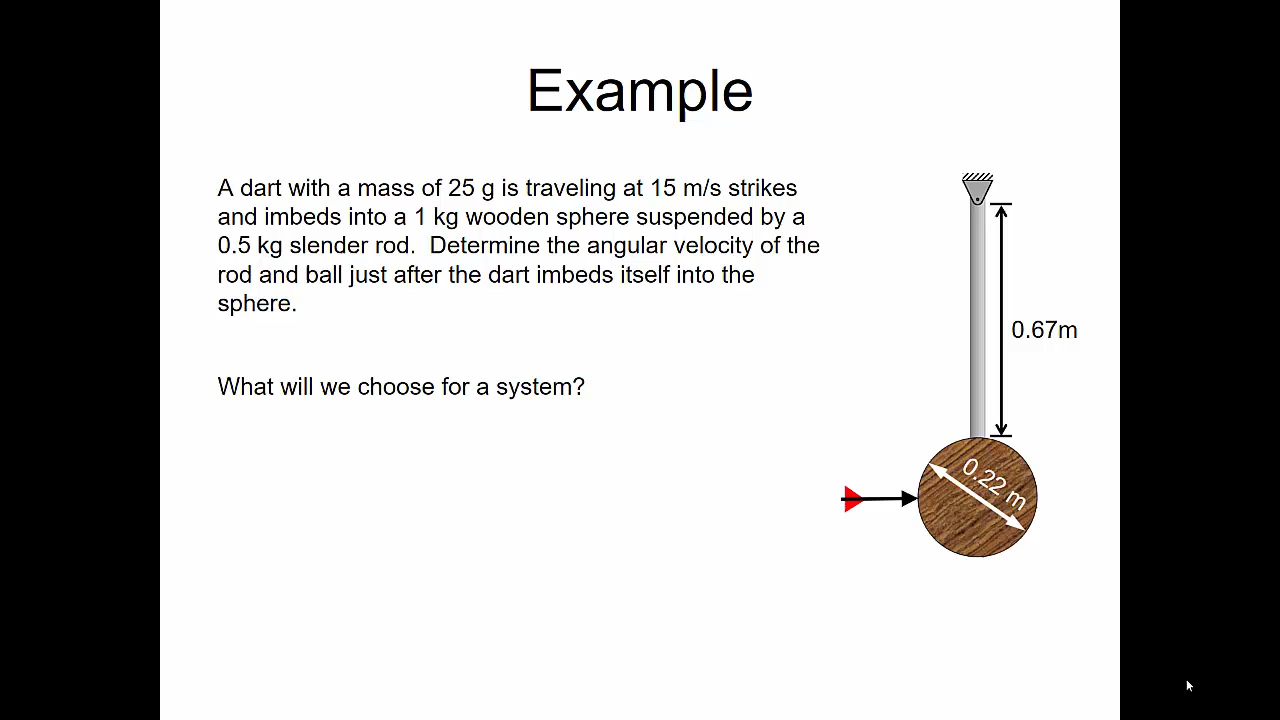 Example
A dart with a mass of 25 g is traveling at 15 m/s strikes
and imbeds into a 1 kg wooden sphere suspended by a
0.5 kg slender rod.  Determine the angular velocity of the
rod and ball just after the dart imbeds itself into the
sphere.
What will we choose for a system?
0.67m
0.22 m